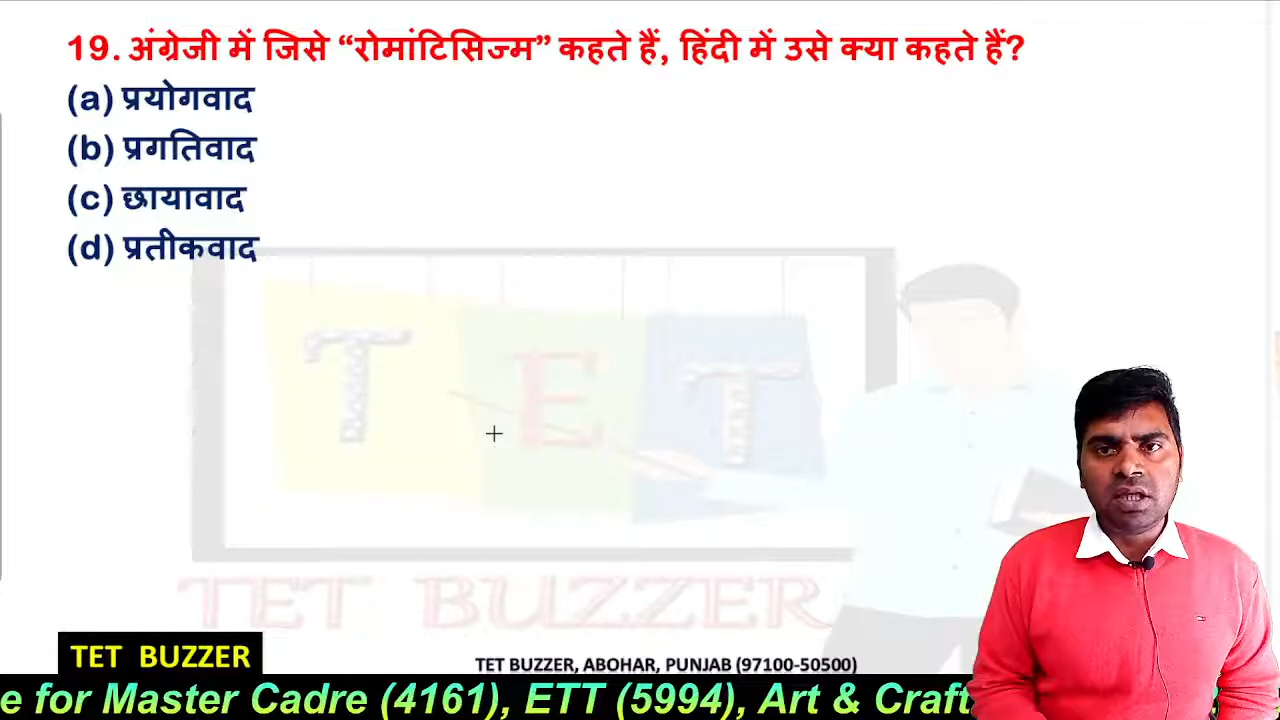 19. अंग्रेजी में जिसे “रोमांटिसिज्म” कहते हैं, हिंदी में उसे क्या कहते हैं?
(a) प्रयोगवाद
(b) प्रगतिवाद
(c) छायावाद
(d) प्रतीकवाद
T E T
TET BUZZER
TET BUZZER
TET BUZZER, ABOHAR, PUNJAB (97100-50500)
e for Master Cadre (4161), ETT (5994), Art & Craft